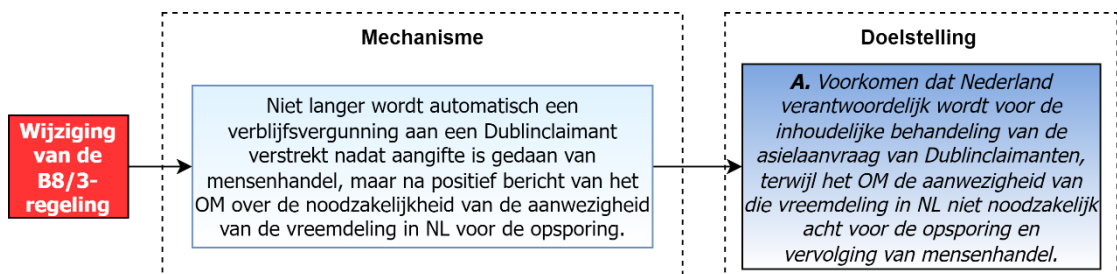 Mechanisme
Doelstelling
Wijziging
van de
B8/3-
regeling
Niet langer wordt automatisch een
verblijfsvergunning aan een Dublinclaimant
verstrekt nadat aangifte is gedaan van
mensenhandel, maar na positief bericht van het
OM over de noodzakelijkheid van de aanwezigheid
van de vreemdeling in NL voor de opsporing.
A. Voorkomen dat Nederland
verantwoordelijk wordt voor de
inhoudelijke behandeling van de
asielaanvraag van Dublinclaimanten,
terwijl het OM de aanwezigheid van
die vreemdeling in NL niet noodzakelijk
acht voor de opsporing en
vervolging van mensenhandel.